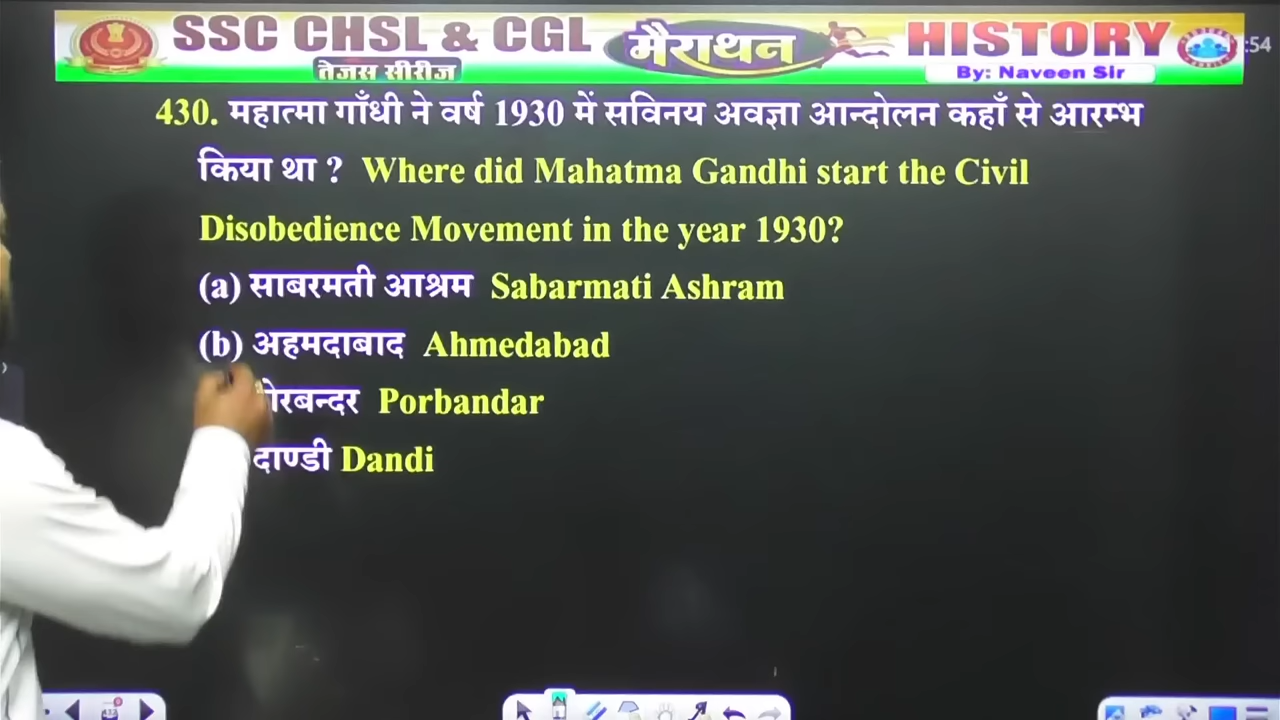 SSC CHSL & CGL मैराथन HISTORY :54
तेजस सीरीज By: Naveen Sir
430. महात्मा गाँधी ने वर्ष 1930 में सविनय अवज्ञा आन्दोलन कहाँ से आरम्भ
किया था ? Where did Mahatma Gandhi start the Civil
Disobedience Movement in the year 1930?
(a) साबरमती आश्रम Sabarmati Ashram
(b) अहमदाबाद Ahmedabad
Porbandar
दाण्डी Dandi